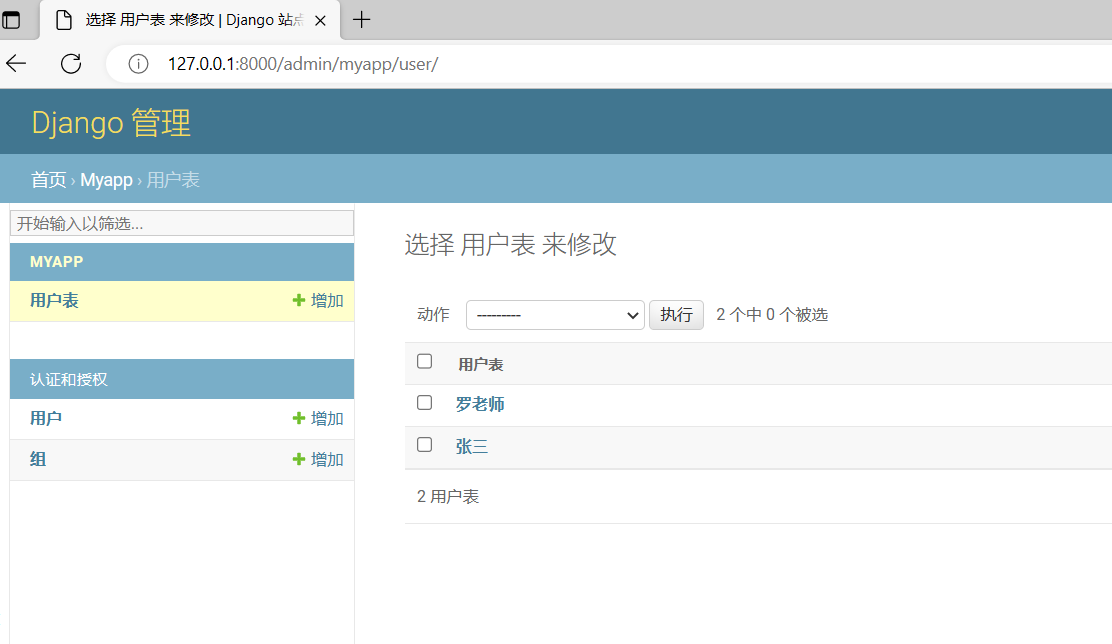 选择 用户表 来修改 | Django 站点
127.0.0.1:8000/admin/myapp/user/
Django 管理
首页 › Myapp › 用户表
开始输入以筛选...
MYAPP
用户表 增加
认证和授权
用户 增加
组 增加
选择 用户表 来修改
动作 --------- 执行 2 个中 0 个被选
用户表
罗老师
张三
2 用户表